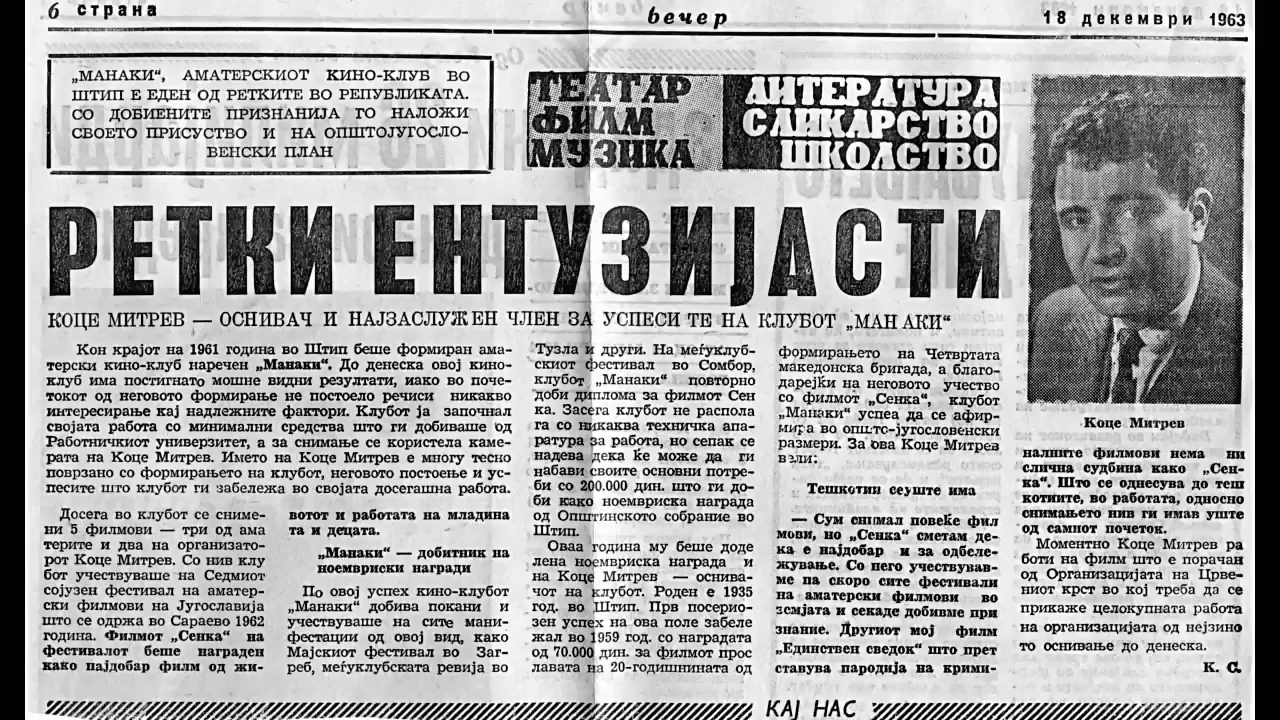 6 страна
вечер
18 декември 1963
„МАНАКИ“, АМАТЕРСКИОТ КИНО-КЛУБ ВО
ШТИП Е ЕДЕН ОД РЕТКИТЕ ВО РЕПУБЛИКАТА.
СО ДОБИЕНИТЕ ПРИЗНАНИЈА ГО НАЛОЖИ
СВОЕТО ПРИСУСТВО И НА ОПШТОЈУГОСЛО-
ВЕНСКИ ПЛАН
ТЕАТАР
ФИЛМ
МУЗИКА
ЛИТЕРАТУРА
СЛИКАРСТВО
ШКОЛСТВО
РЕТКИ ЕНТУЗИЈАСТИ
КОЦЕ МИТРЕВ — ОСНИВАЧ И НАЈЗАСЛУЖЕН ЧЛЕН ЗА УСПЕСИ ТЕ НА КЛУБОТ „МАНАКИ“
Кон крајот на 1961 година во Штип беше формиран ама-
терски кино-клуб наречен „Манаки“. До денеска овој кино-
клуб има постигнато мошне видни резултати, иако во поче-
токот од неговото формирање не постоело речиси никакво
интересирање кај надлежните фактори. Клубот ја започнал
својата работа со минимални средства што ги добиваше од
Работничкиот универзитет, а за снимање се користела каме-
рата на Коце Митрев. Името на Коце Митрев е многу тесно
поврзано со формирањето на клубот, неговото постоење и ус-
песите што клубот ги забележа во својата досегашна работа.
Досега во клубот се сниме-
ни 5 филмови — три од ама
терите и два на организато-
рот Коце Митрев. Со нив клу
бот учествуваше на Седмиот
сојузен фестивал на аматер-
ски филмови на Југославија
што се одржа во Сараево 1962
година. Филмот „Сенка“ на
фестивалот беше награден
како најдобар филм од жи-
вотот и работата на младина
та и децата.
„Манаки“ — добитник на
ноемвриски награди
По овој успех кино-клубот
„Манаки“ добива покани и
учествуваше на сите мани-
фестации од овој вид, како
Мајскиот фестивал во Заг-
реб, меѓуклубската ревија во
Тузла и други. На меѓуклуб-
скиот фестивал во Сомбор,
клубот „Манаки“ повторно
доби диплома за филмот Сен
ка. Засега клубот не распола
га со никаква техничка апа-
ратура за работа, но сепак се
надева дека ќе може да ги
набави своите основни потре-
би со 200.000 дин. што ги до-
би како ноемвриска награда
од Општинското собрание во
Штип.
Оваа година му беше доде
лена ноемвриска награда и
на Коце Митрев — оснива-
чот на клубот. Роден е 1935
год. во Штип. Прв посерио-
зен успех на ова поле забеле
жал во 1959 год. со наградата
од 70.000 дин. за филмот прос
лавата на 20-годишнината од
формирањето на Четвртата
македонска бригада, а благо-
дарејќи на неговото учество
со филмот „Сенка“, клубот
„Манаки“ успеа да се афир-
мира во општо-југословенски
размери. За ова Коце Митрев
вели:
Тешкотии сеуште има
— Сум снимал повеќе фил
мови, но „Сенка“ сметам де-
ка е најдобар и за одбеле-
жување. Со него учествував-
ме па скоро сите фестивали
на аматерски филмови во
земјата и секаде добивме при
знание. Другиот мој филм
„Единствен сведок“ што прет
ставува пародија на крими-
Коце Митрев
налните филмови нема ни
слична судбина како „Сен-
ка“. Што се однесува до теш
котиите, во работата, односно
снимањето нив ги имав уште
од самиот почеток.
Моментно Коце Митрев ра
боти на филм што е порачан
од Организацијата на Црве-
ниот крст во кој треба да се
прикаже целокупната работа
на организацијата од нејзино
то оснивање до денеска.
К. С.
КАЈ НАС